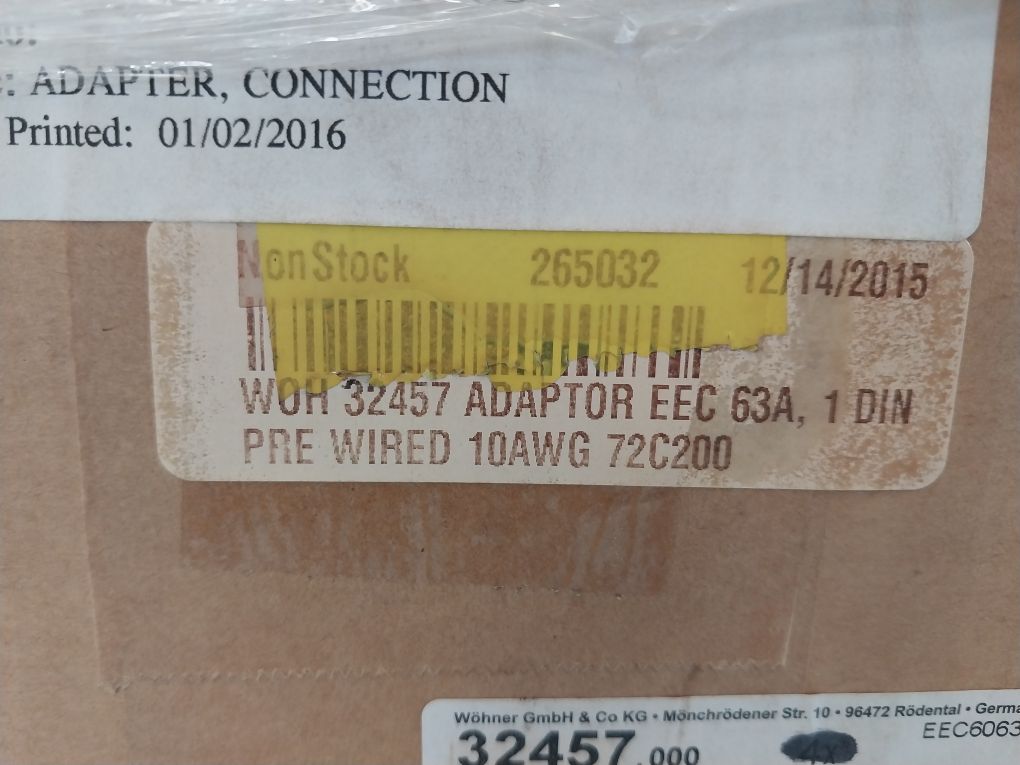 : ADAPTER, CONNECTION
Printed: 01/02/2016
NonStock 265032 12/14/2015
WOH 32457 ADAPTOR EEC 63A, 1 DIN
PRE WIRED 10AWG 72C200
Wöhner GmbH & Co KG • Mönchrödener Str. 10 • 96472 Rödental • Germa
EEC6063
32457.000 4x